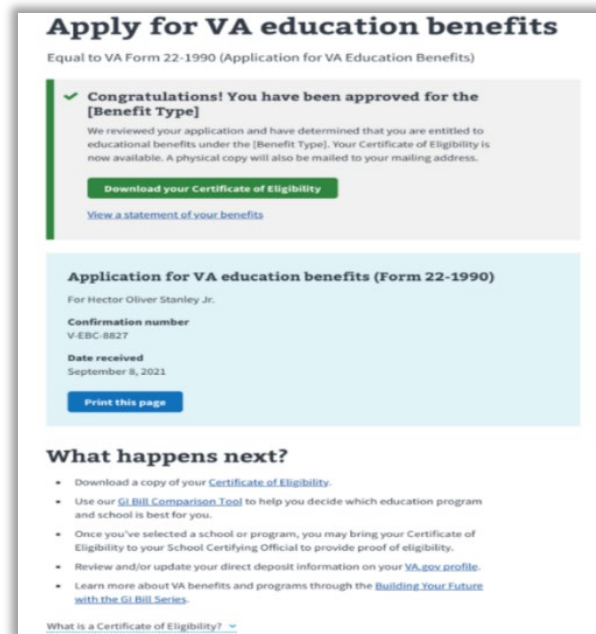 Apply for VA education benefits
Equal to VA Form 22-1990 (Application for VA Education Benefits)
Congratulations! You have been approved for the
[Benefit Type]
We reviewed your application and have determined that you are entitled to
educational benefits under the [Benefit Type]. Your Certificate of Eligibility is
now available. A physical copy will also be mailed to your mailing address.
Download your Certificate of Eligibility
View a statement of your benefits
Application for VA education benefits (Form 22-1990)
For Hector Oliver Stanley Jr.
Confirmation number
V-EBC-8827
Date received
September 8, 2021
Print this page
What happens next?
• Download a copy of your Certificate of Eligibility.
• Use our GI Bill Comparison Tool to help you decide which education program
and school is best for you.
• Once you've selected a school or program, you may bring your Certificate of
Eligibility to your School Certifying Official to provide proof of eligibility.
• Review and/or update your direct deposit information on your VA.gov profile.
• Learn more about VA benefits and programs through the Building Your Future
with the GI Bill Series.
What is a Certificate of Eligibility?